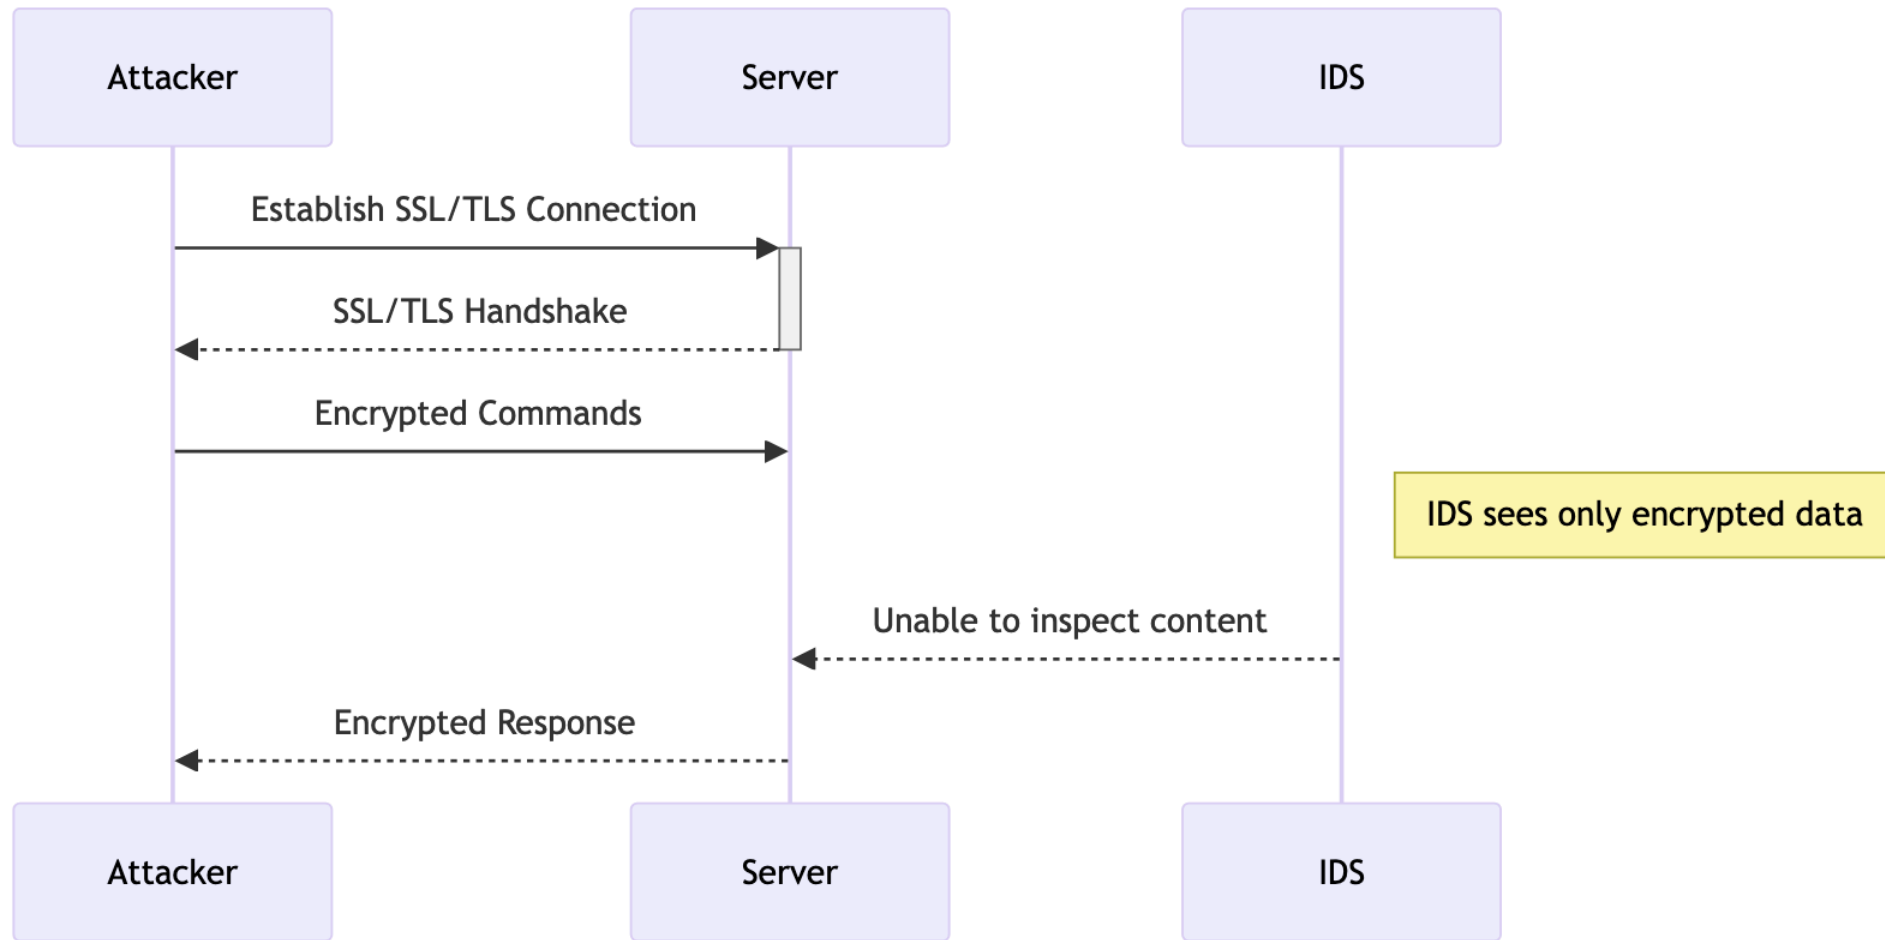 Attacker
Server
IDS
Establish SSL/TLS Connection
SSL/TLS Handshake
Encrypted Commands
IDS sees only encrypted data
Unable to inspect content
Encrypted Response
Attacker
Server
IDS